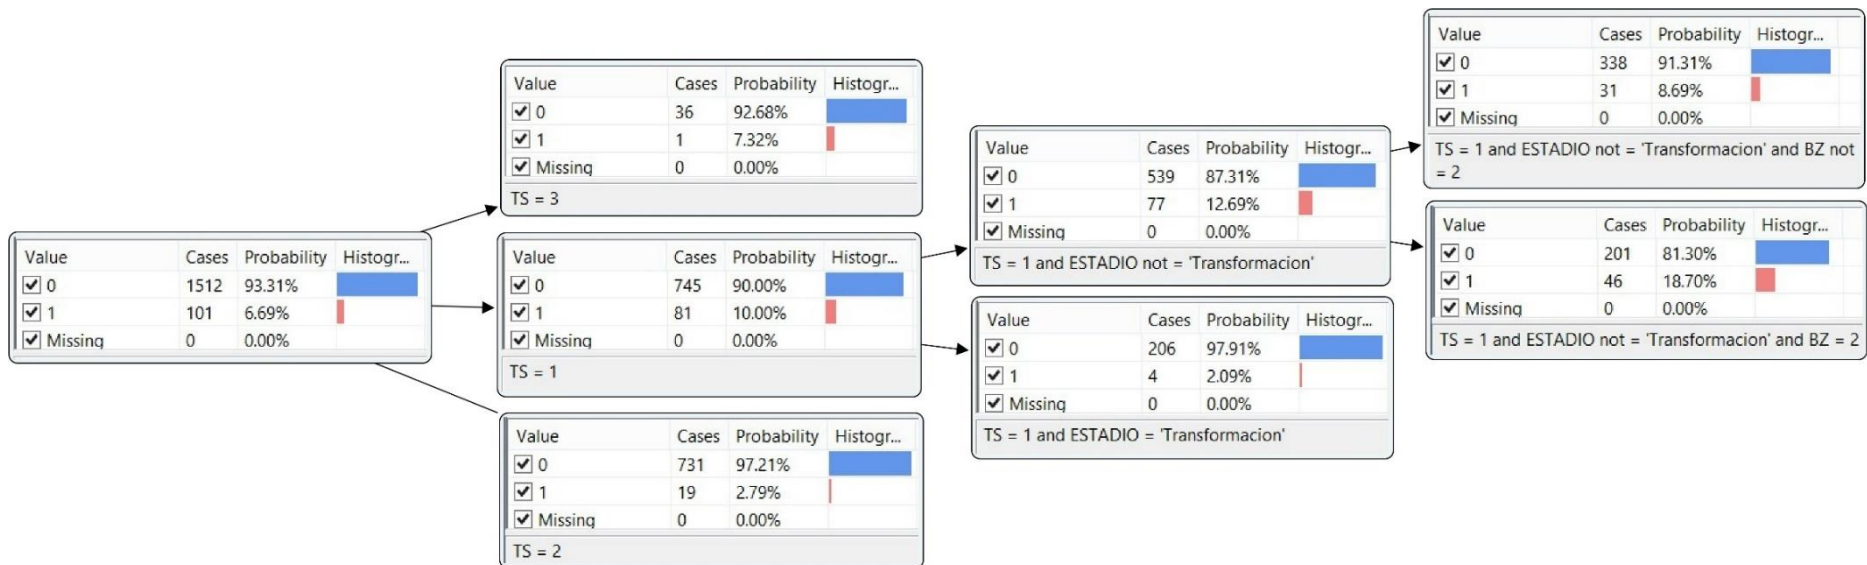 Value Cases Probability Histogr...
0 1512 93.31%
1 101 6.69%
Missing 0 0.00%
Value Cases Probability Histogr...
0 36 92.68%
1 1 7.32%
Missing 0 0.00%
TS = 3
Value Cases Probability Histogr...
0 745 90.00%
1 81 10.00%
Missing 0 0.00%
TS = 1
Value Cases Probability Histogr...
0 731 97.21%
1 19 2.79%
Missing 0 0.00%
TS = 2
Value Cases Probability Histogr...
0 539 87.31%
1 77 12.69%
Missing 0 0.00%
TS = 1 and ESTADIO not = 'Transformacion'
Value Cases Probability Histogr...
0 206 97.91%
1 4 2.09%
Missing 0 0.00%
TS = 1 and ESTADIO = 'Transformacion'
Value Cases Probability Histogr...
0 338 91.31%
1 31 8.69%
Missing 0 0.00%
TS = 1 and ESTADIO not = 'Transformacion' and BZ not
= 2
Value Cases Probability Histogr...
0 201 81.30%
1 46 18.70%
Missing 0 0.00%
TS = 1 and ESTADIO not = 'Transformacion' and BZ = 2